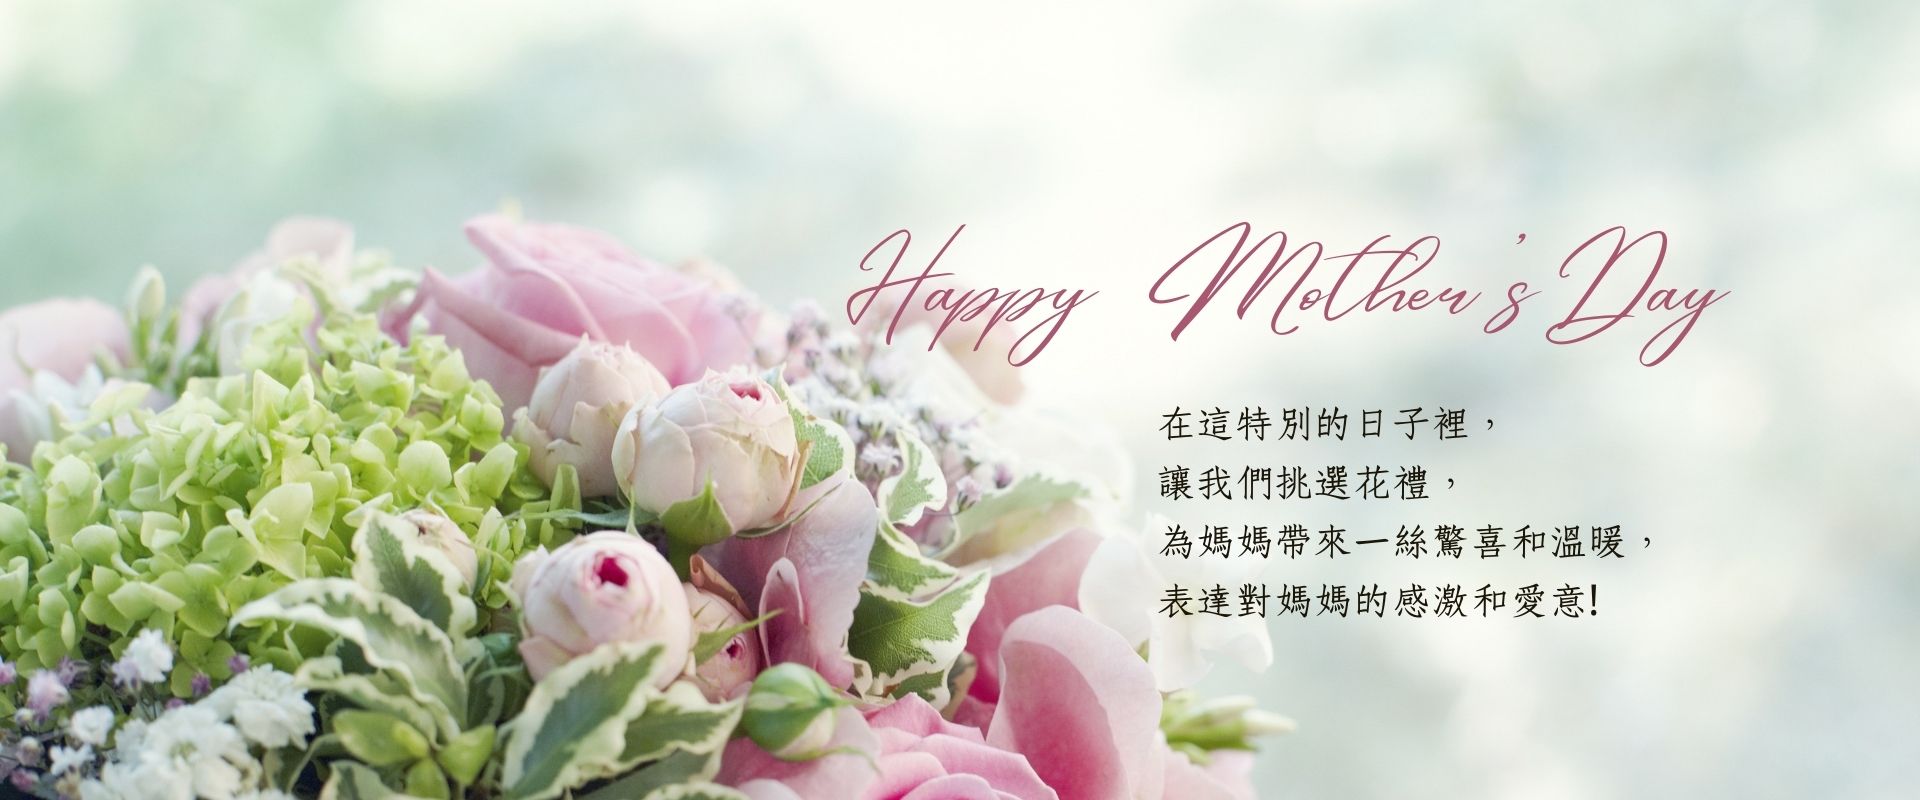 Happy Mother's Day
在這特別的日子裡，
讓我們挑選花禮，
為媽媽帶來一絲驚喜和溫暖，
表達對媽媽的感激和愛意!